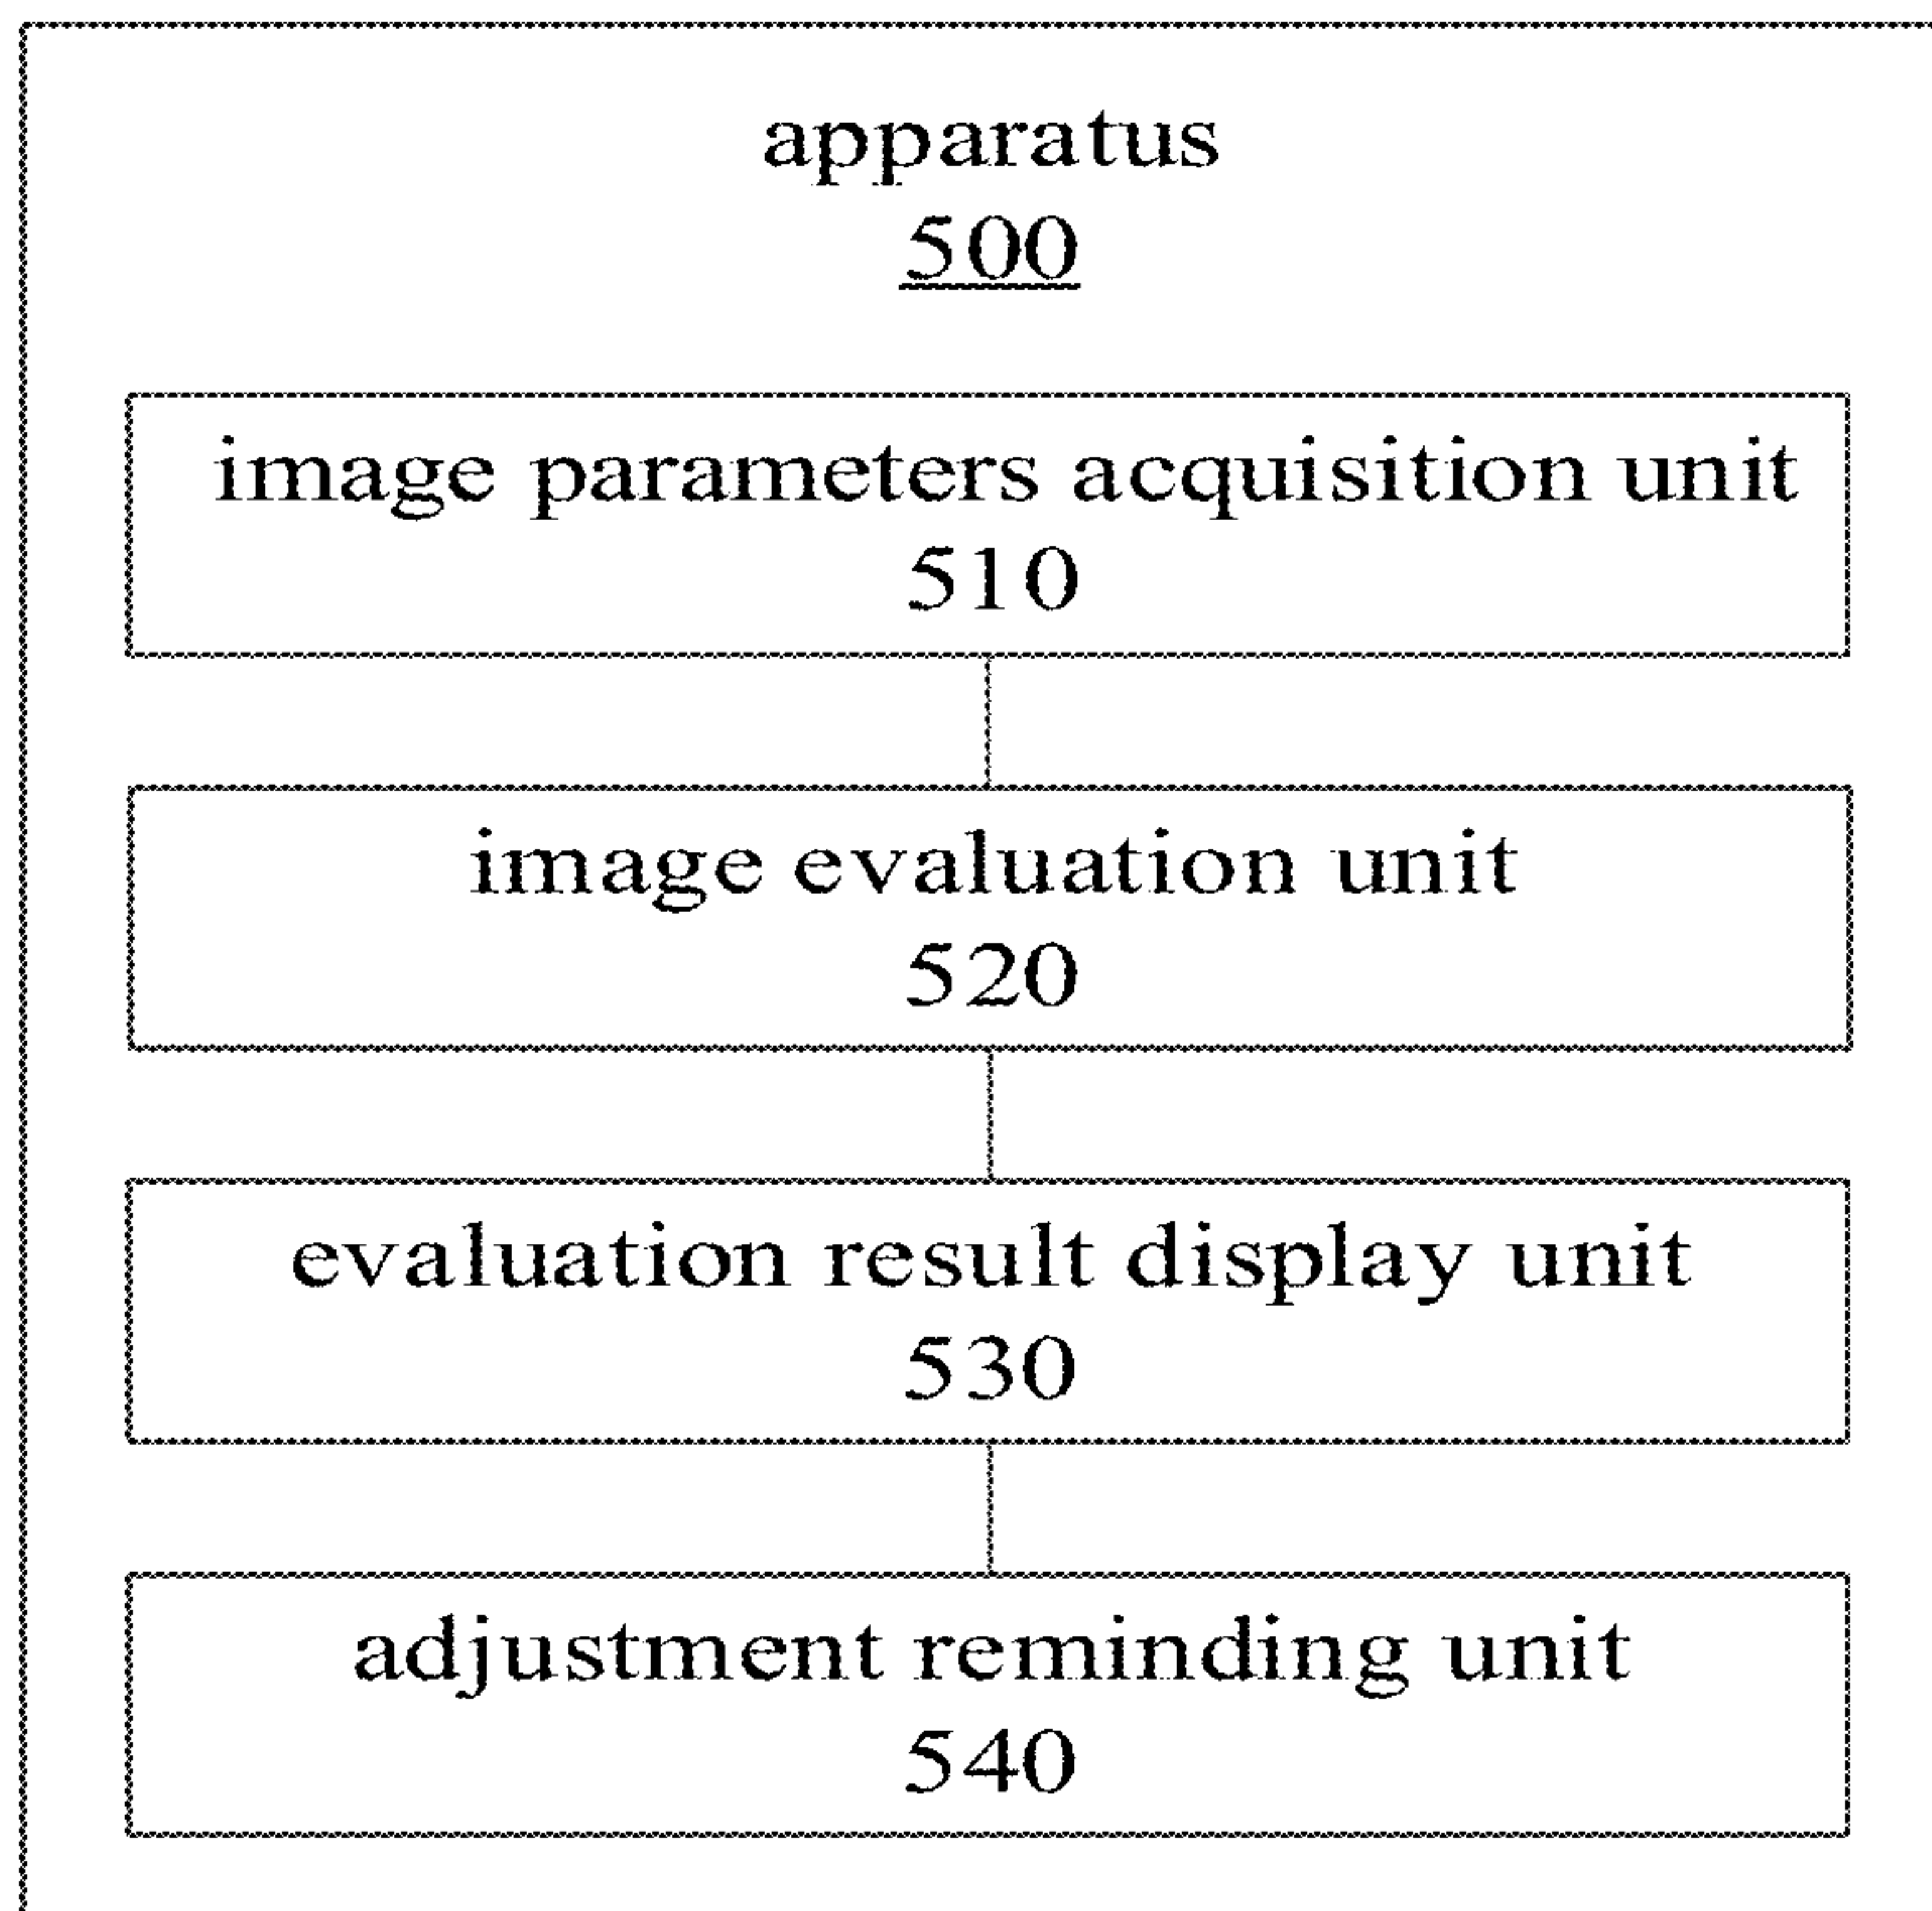 apparatus
500
image parameters acquisition unit
510
image evaluation unit
520
evaluation result display unit
530
adjustment reminding unit
540